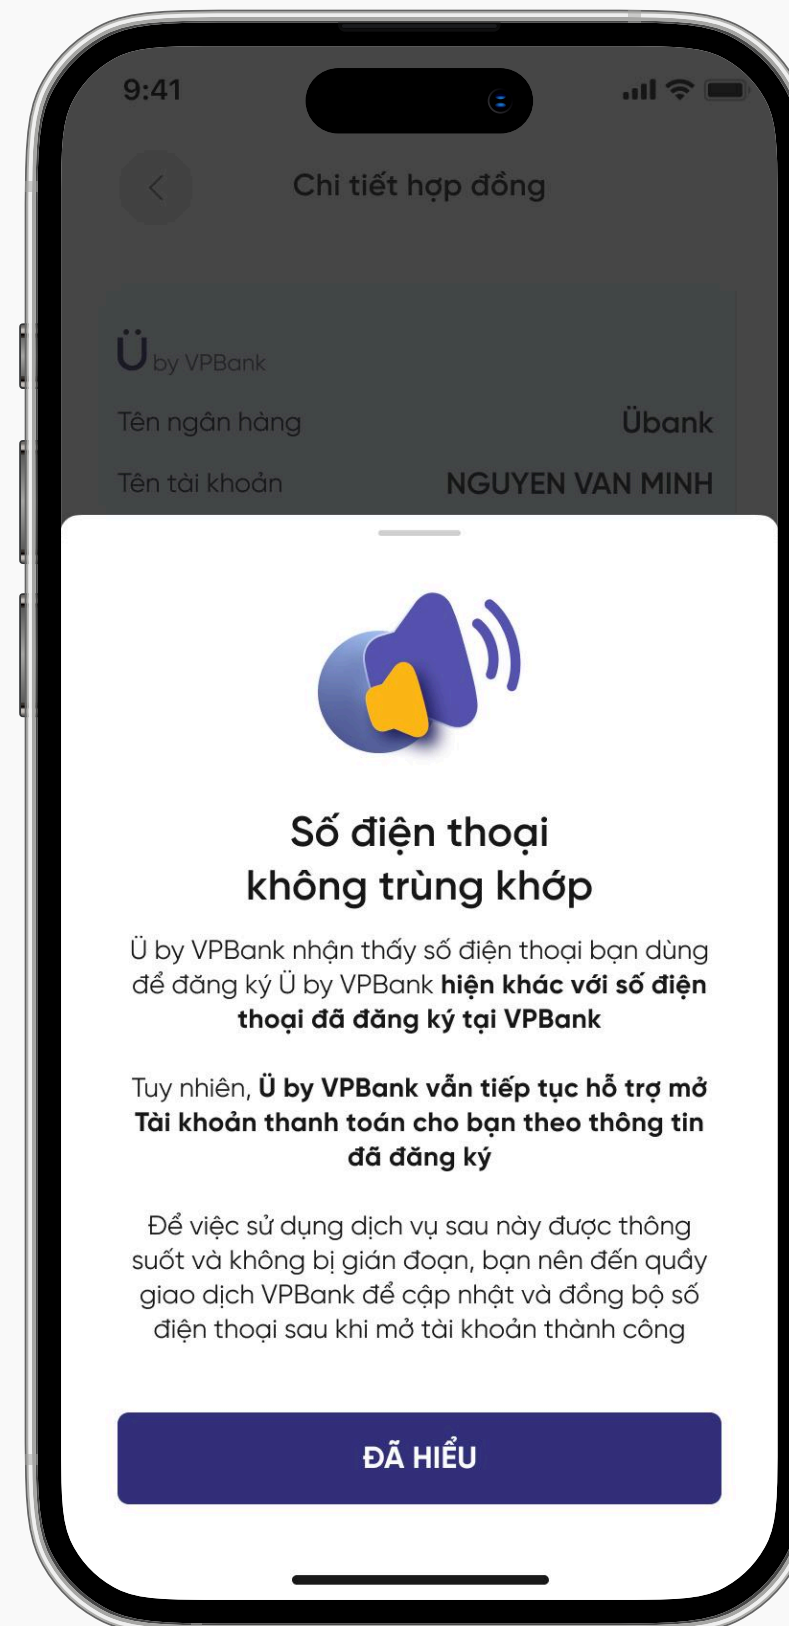 9:41
Chi tiết hợp đồng
Ü by VPBank
Tên ngân hàng Übank
Tên tài khoản NGUYEN VAN MINH
Số điện thoại
không trùng khớp
Ü by VPBank nhận thấy số điện thoại bạn dùng
để đăng ký Ü by VPBank hiện khác với số điện
thoại đã đăng ký tại VPBank
Tuy nhiên, Ü by VPBank vẫn tiếp tục hỗ trợ mở
Tài khoản thanh toán cho bạn theo thông tin
đã đăng ký
Để việc sử dụng dịch vụ sau này được thông
suốt và không bị gián đoạn, bạn nên đến quầy
giao dịch VPBank để cập nhật và đồng bộ số
điện thoại sau khi mở tài khoản thành công
ĐÃ HIỂU